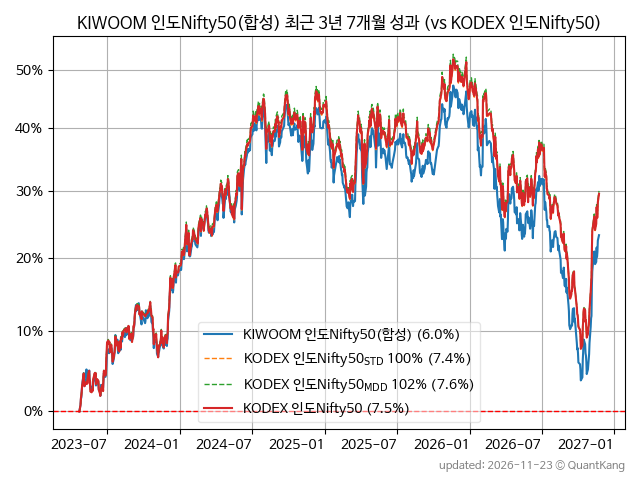 KIWOOM 인도Nifty50(합성) 최근 3년 7개월 성과 (vs KODEX 인도Nifty50)
50%
40%
30%
20%
10%
0%
KIWOOM 인도Nifty50(합성) (6.0%)
KODEX 인도Nifty50STD 100% (7.4%)
KODEX 인도Nifty50MDD 102% (7.6%)
KODEX 인도Nifty50 (7.5%)
2023-07 2024-01 2024-07 2025-01 2025-07 2026-01 2026-07 2027-01
updated: 2026-11-23 © QuantKang